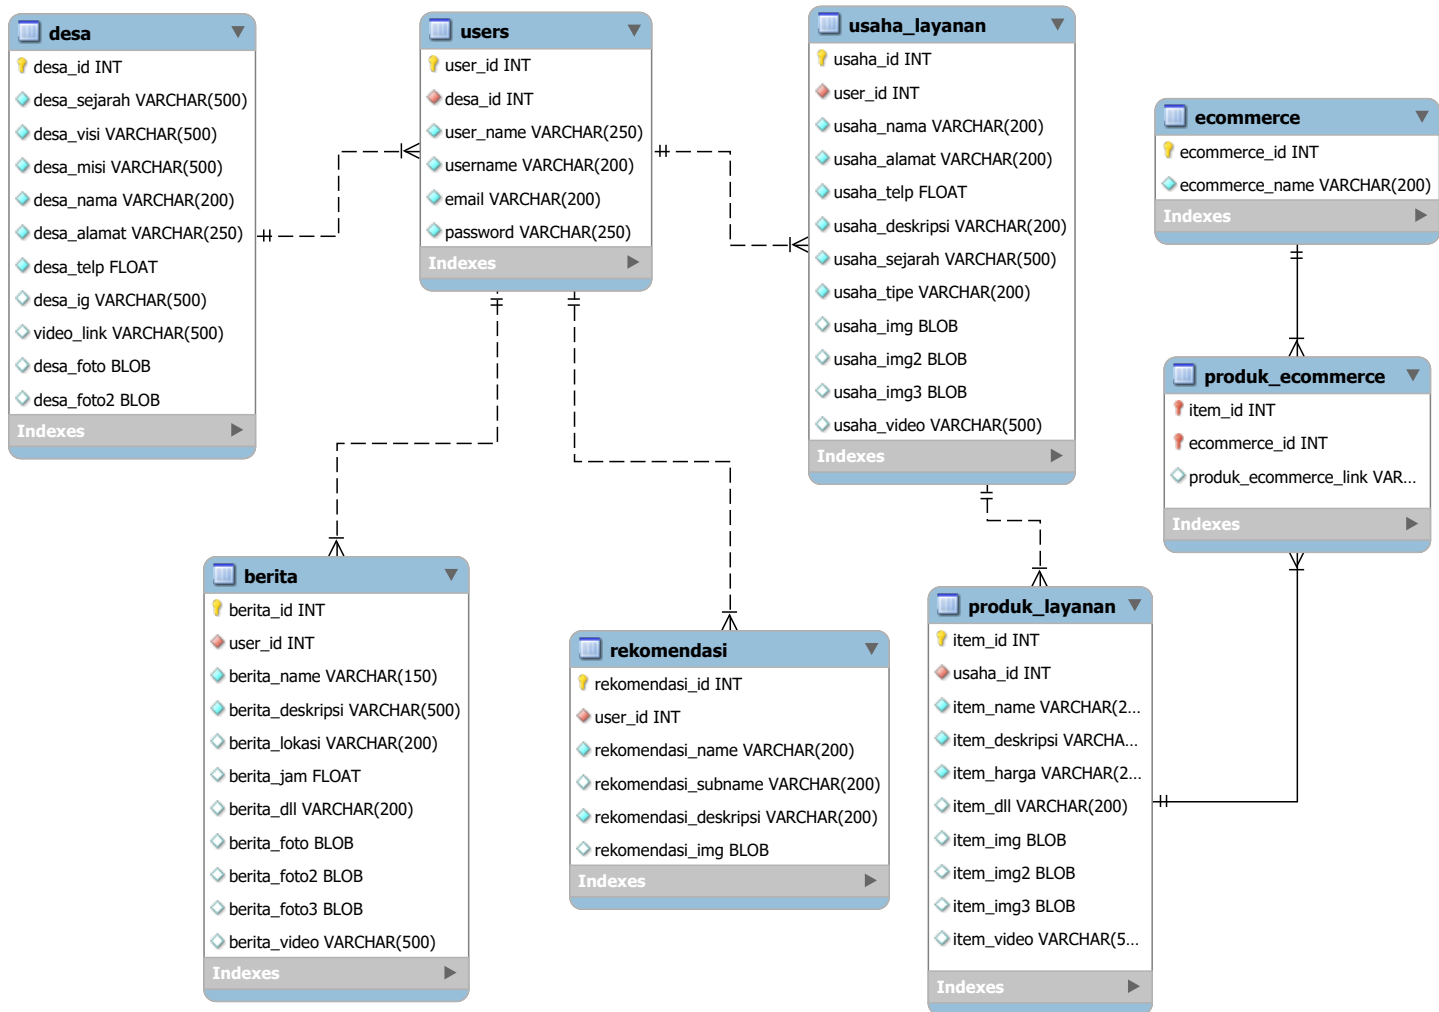 desa
desa_id INT
desa_sejarah VARCHAR(500)
desa_visi VARCHAR(500)
desa_misi VARCHAR(500)
desa_nama VARCHAR(200)
desa_alamat VARCHAR(250)
desa_telp FLOAT
desa_ig VARCHAR(500)
video_link VARCHAR(500)
desa_foto BLOB
desa_foto2 BLOB
Indexes
users
user_id INT
desa_id INT
user_name VARCHAR(250)
username VARCHAR(200)
email VARCHAR(200)
password VARCHAR(250)
Indexes
usaha_layanan
usaha_id INT
user_id INT
usaha_nama VARCHAR(200)
usaha_alamat VARCHAR(200)
usaha_telp FLOAT
usaha_deskripsi VARCHAR(200)
usaha_sejarah VARCHAR(500)
usaha_tipe VARCHAR(200)
usaha_img BLOB
usaha_img2 BLOB
usaha_img3 BLOB
usaha_video VARCHAR(500)
Indexes
ecommerce
ecommerce_id INT
ecommerce_name VARCHAR(200)
Indexes
produk_ecommerce
item_id INT
ecommerce_id INT
produk_ecommerce_link VAR...
Indexes
berita
berita_id INT
user_id INT
berita_name VARCHAR(150)
berita_deskripsi VARCHAR(500)
berita_lokasi VARCHAR(200)
berita_jam FLOAT
berita_dll VARCHAR(200)
berita_foto BLOB
berita_foto2 BLOB
berita_foto3 BLOB
berita_video VARCHAR(500)
Indexes
rekomendasi
rekomendasi_id INT
user_id INT
rekomendasi_name VARCHAR(200)
rekomendasi_subname VARCHAR(200)
rekomendasi_deskripsi VARCHAR(200)
rekomendasi_img BLOB
Indexes
produk_layanan
item_id INT
usaha_id INT
item_name VARCHAR(2...
item_deskripsi VARCHA...
item_harga VARCHAR(2...
item_dll VARCHAR(200)
item_img BLOB
item_img2 BLOB
item_img3 BLOB
item_video VARCHAR(5...
Indexes